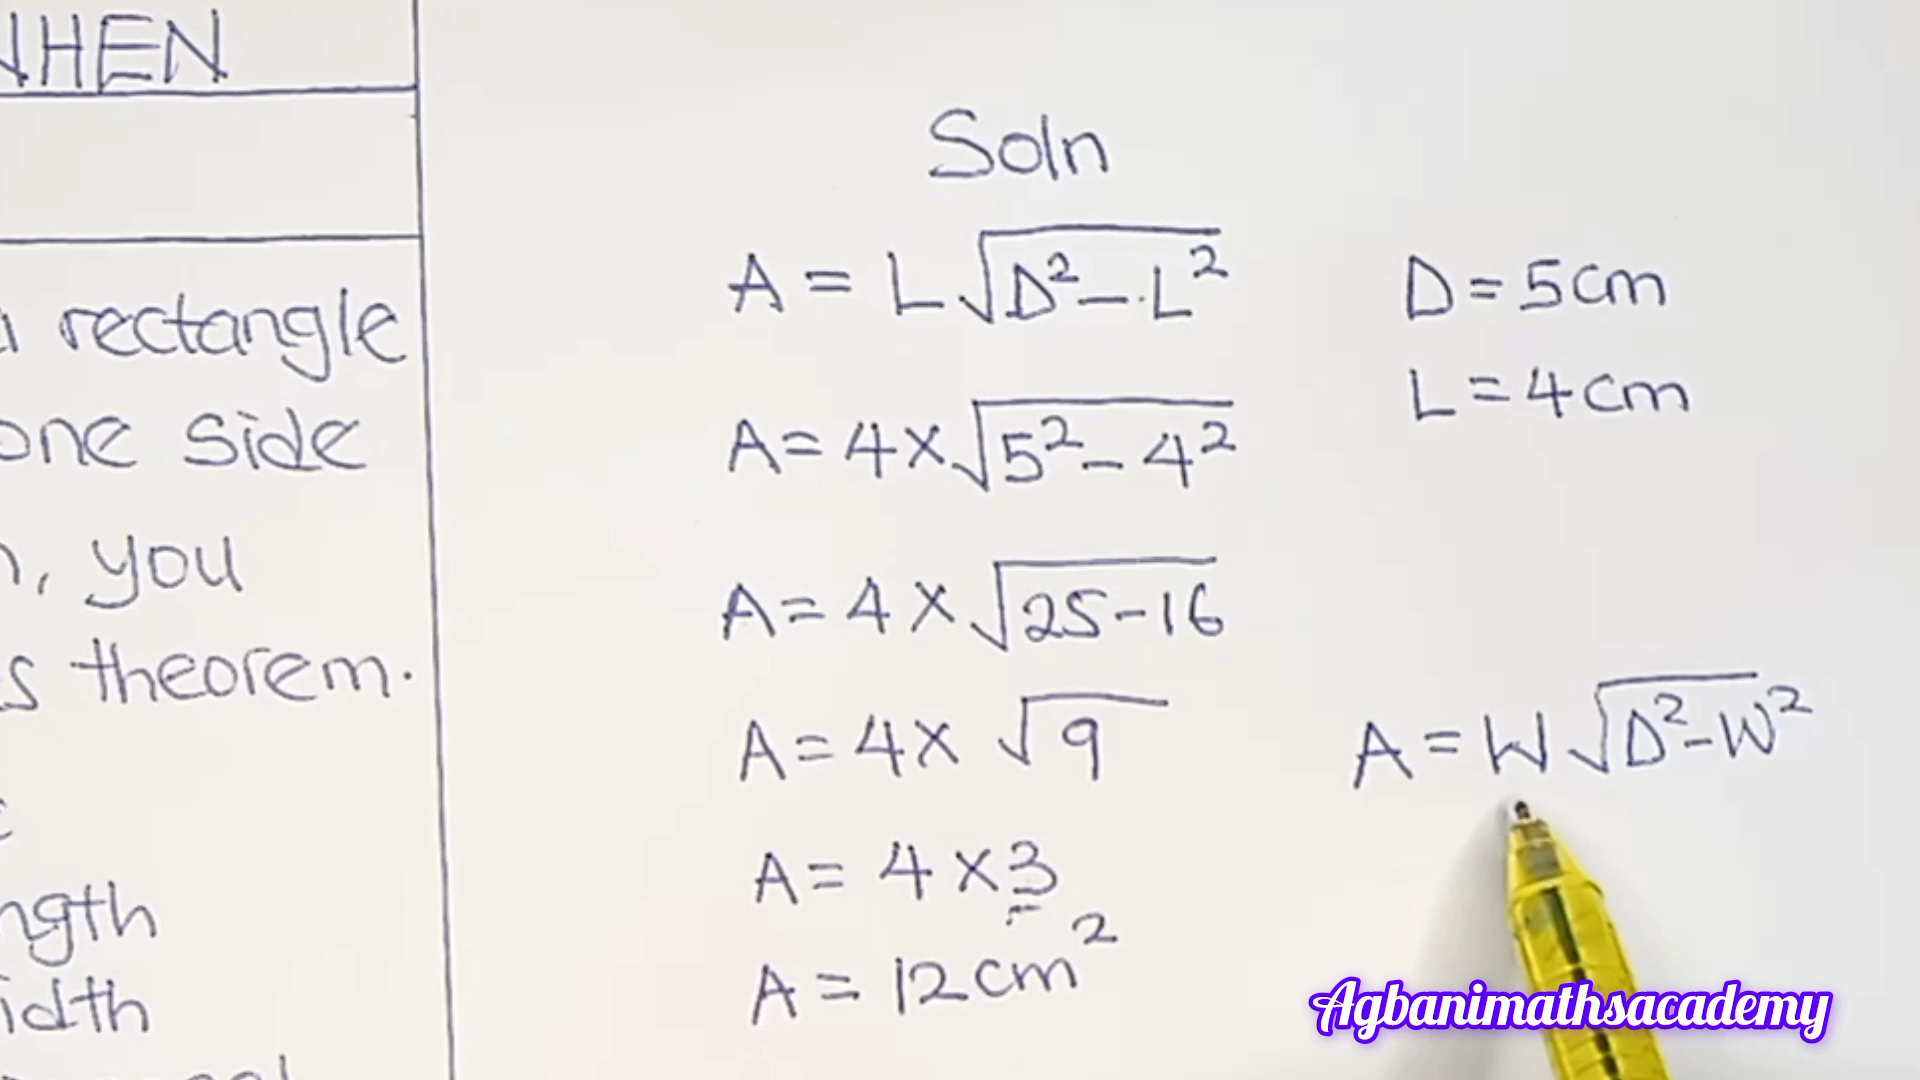 WHEN
a rectangle
one side
, you
s theorem.
ngth
idth
Soln
A = L√D²-L²
A = 4×√5²-4²
A = 4×√25-16
A = 4× √9
A = 4×3
A = 12cm²
D = 5cm
L = 4cm
A = W√D²-W²
Agbanimathsacademy